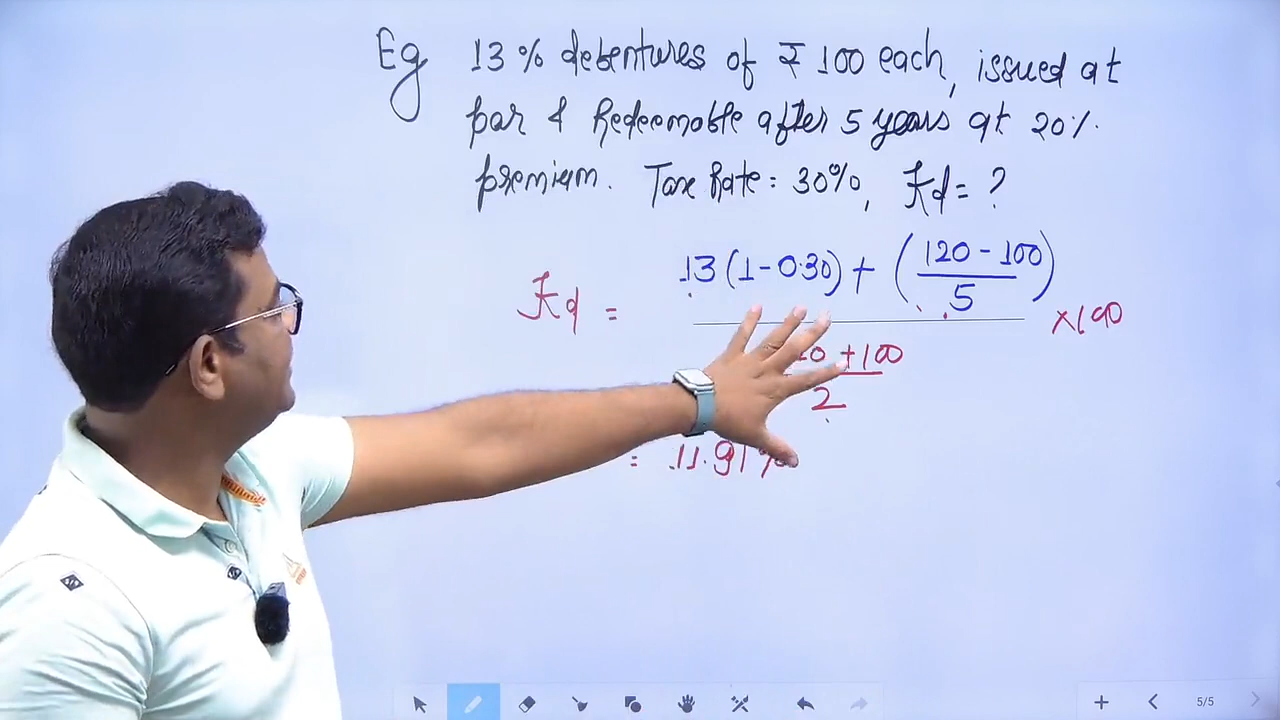 Eg 13% debentures of ₹ 100 each, issued at
par & Redeemable after 5 years at 20%
premium. Tax Rate = 30%, Kd = ?
Kd = 13(1-0.30) + (120-100)
5
×100
+100
2
= 11.91%
5/5